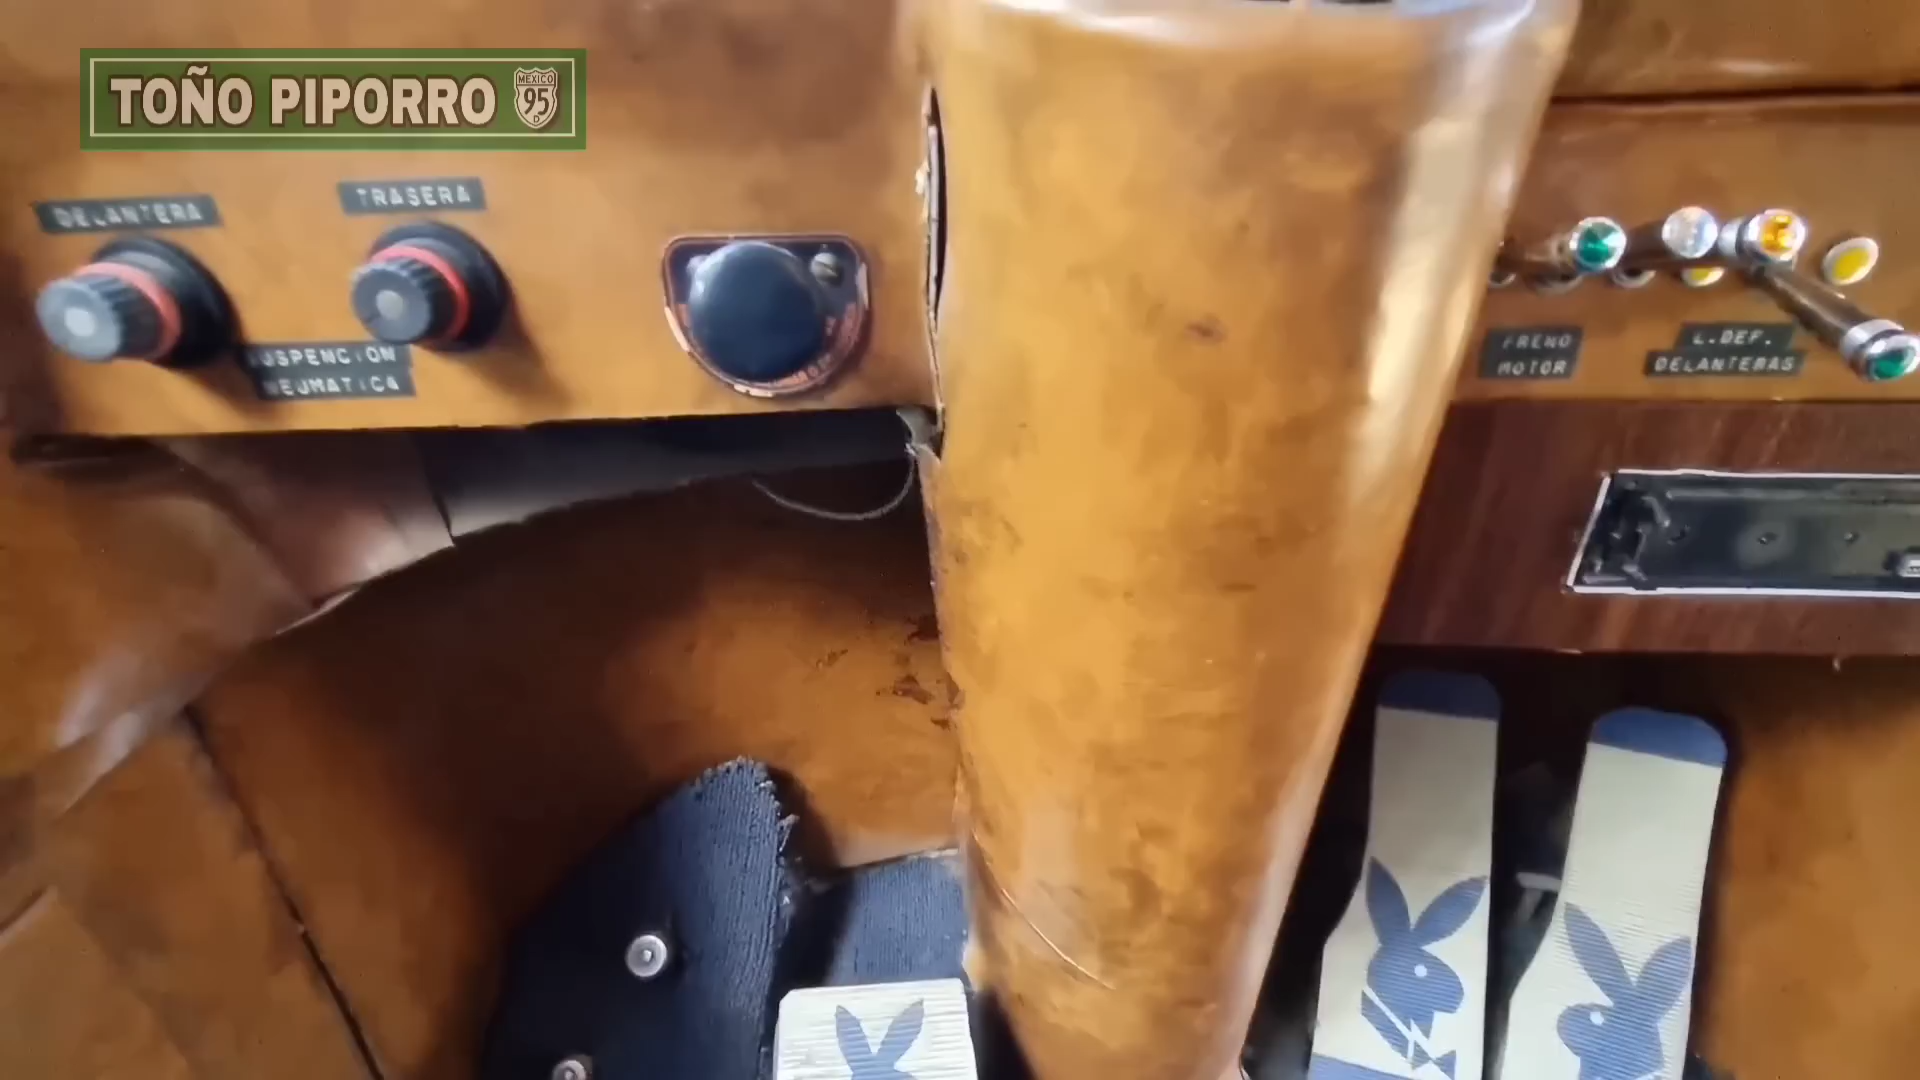 TOÑO PIPORRO MEXICO 95 D
DELANTERA
TRASERA
SUSPENCION
NEUMATICA
FRENO
MOTOR
L.DEF.
DELANTERAS